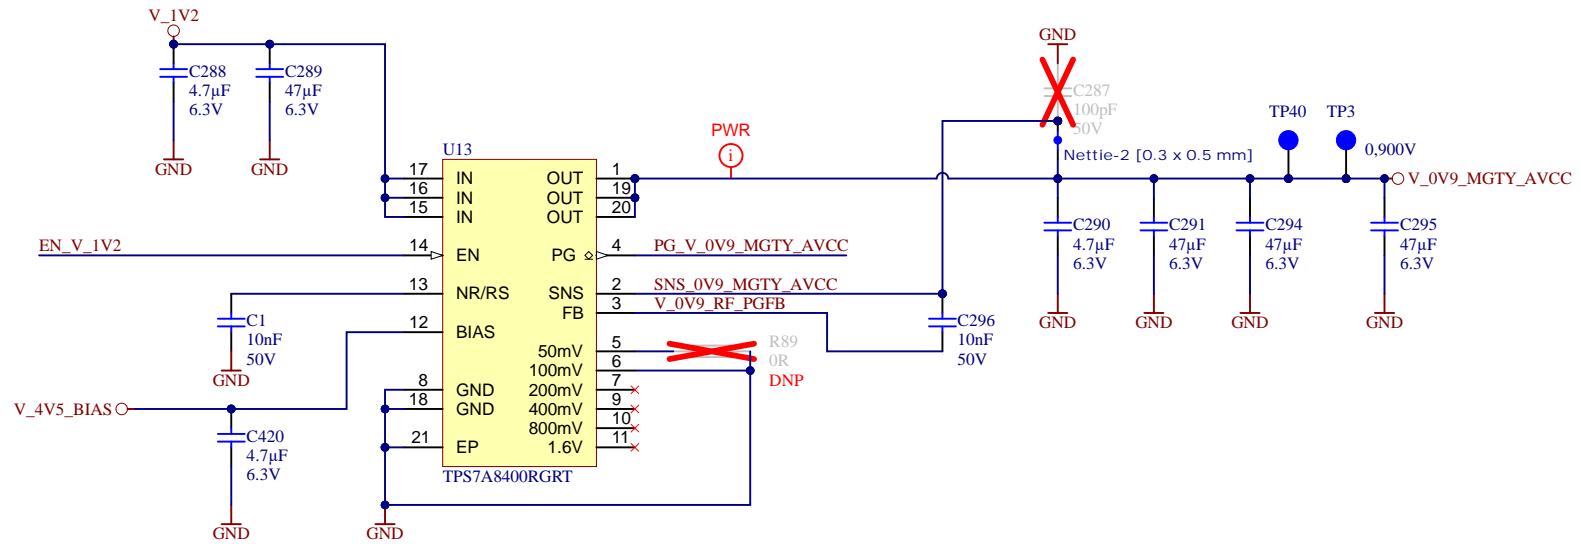 V_1V2
C288
4.7µF
6.3V
GND
C289
47µF
6.3V
GND
EN_V_1V2
C1
10nF
50V
GND
V_4V5_BIAS
C420
4.7µF
6.3V
GND
U13
17 IN OUT 1
16 IN OUT 19
15 IN OUT 20
14 EN PG 4
13 NR/RS SNS 2
FB 3
12 BIAS
50mV 5
100mV 6
8 GND 200mV 7
18 GND 400mV 9
800mV 10
21 EP 1.6V 11
TPS7A8400RGRT
GND
PWR
i
PG_V_0V9_MGTY_AVCC
SNS_0V9_MGTY_AVCC
V_0V9_RF_PGFB
R89
0R
DNP
C296
10nF
50V
GND
C287
100pF
50V
Nettie-2 [0.3 x 0.5 mm]
TP40
TP3
0,900V
V_0V9_MGTY_AVCC
C290
4.7µF
6.3V
GND
C291
47µF
6.3V
GND
C294
47µF
6.3V
GND
C295
47µF
6.3V
GND